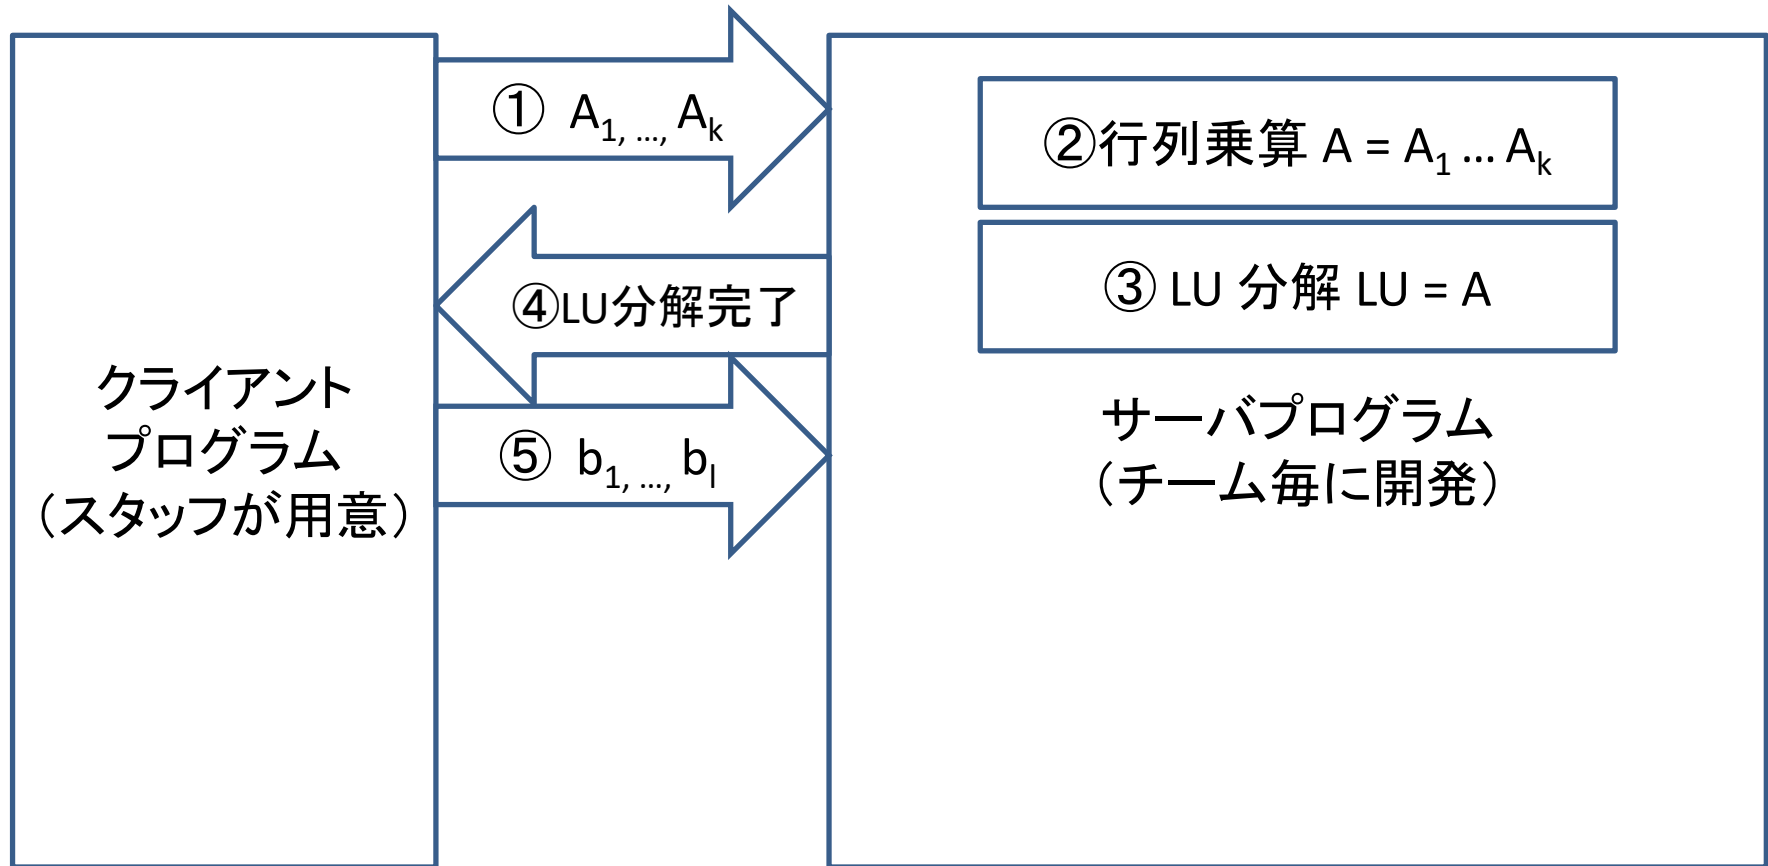 ① A1, ..., Ak
②行列乗算 A = A1 ... Ak
③ LU 分解 LU = A
④LU分解完了
⑤ b1, ..., bl
クライアント
プログラム
（スタッフが用意）
サーバプログラム
（チーム毎に開発）